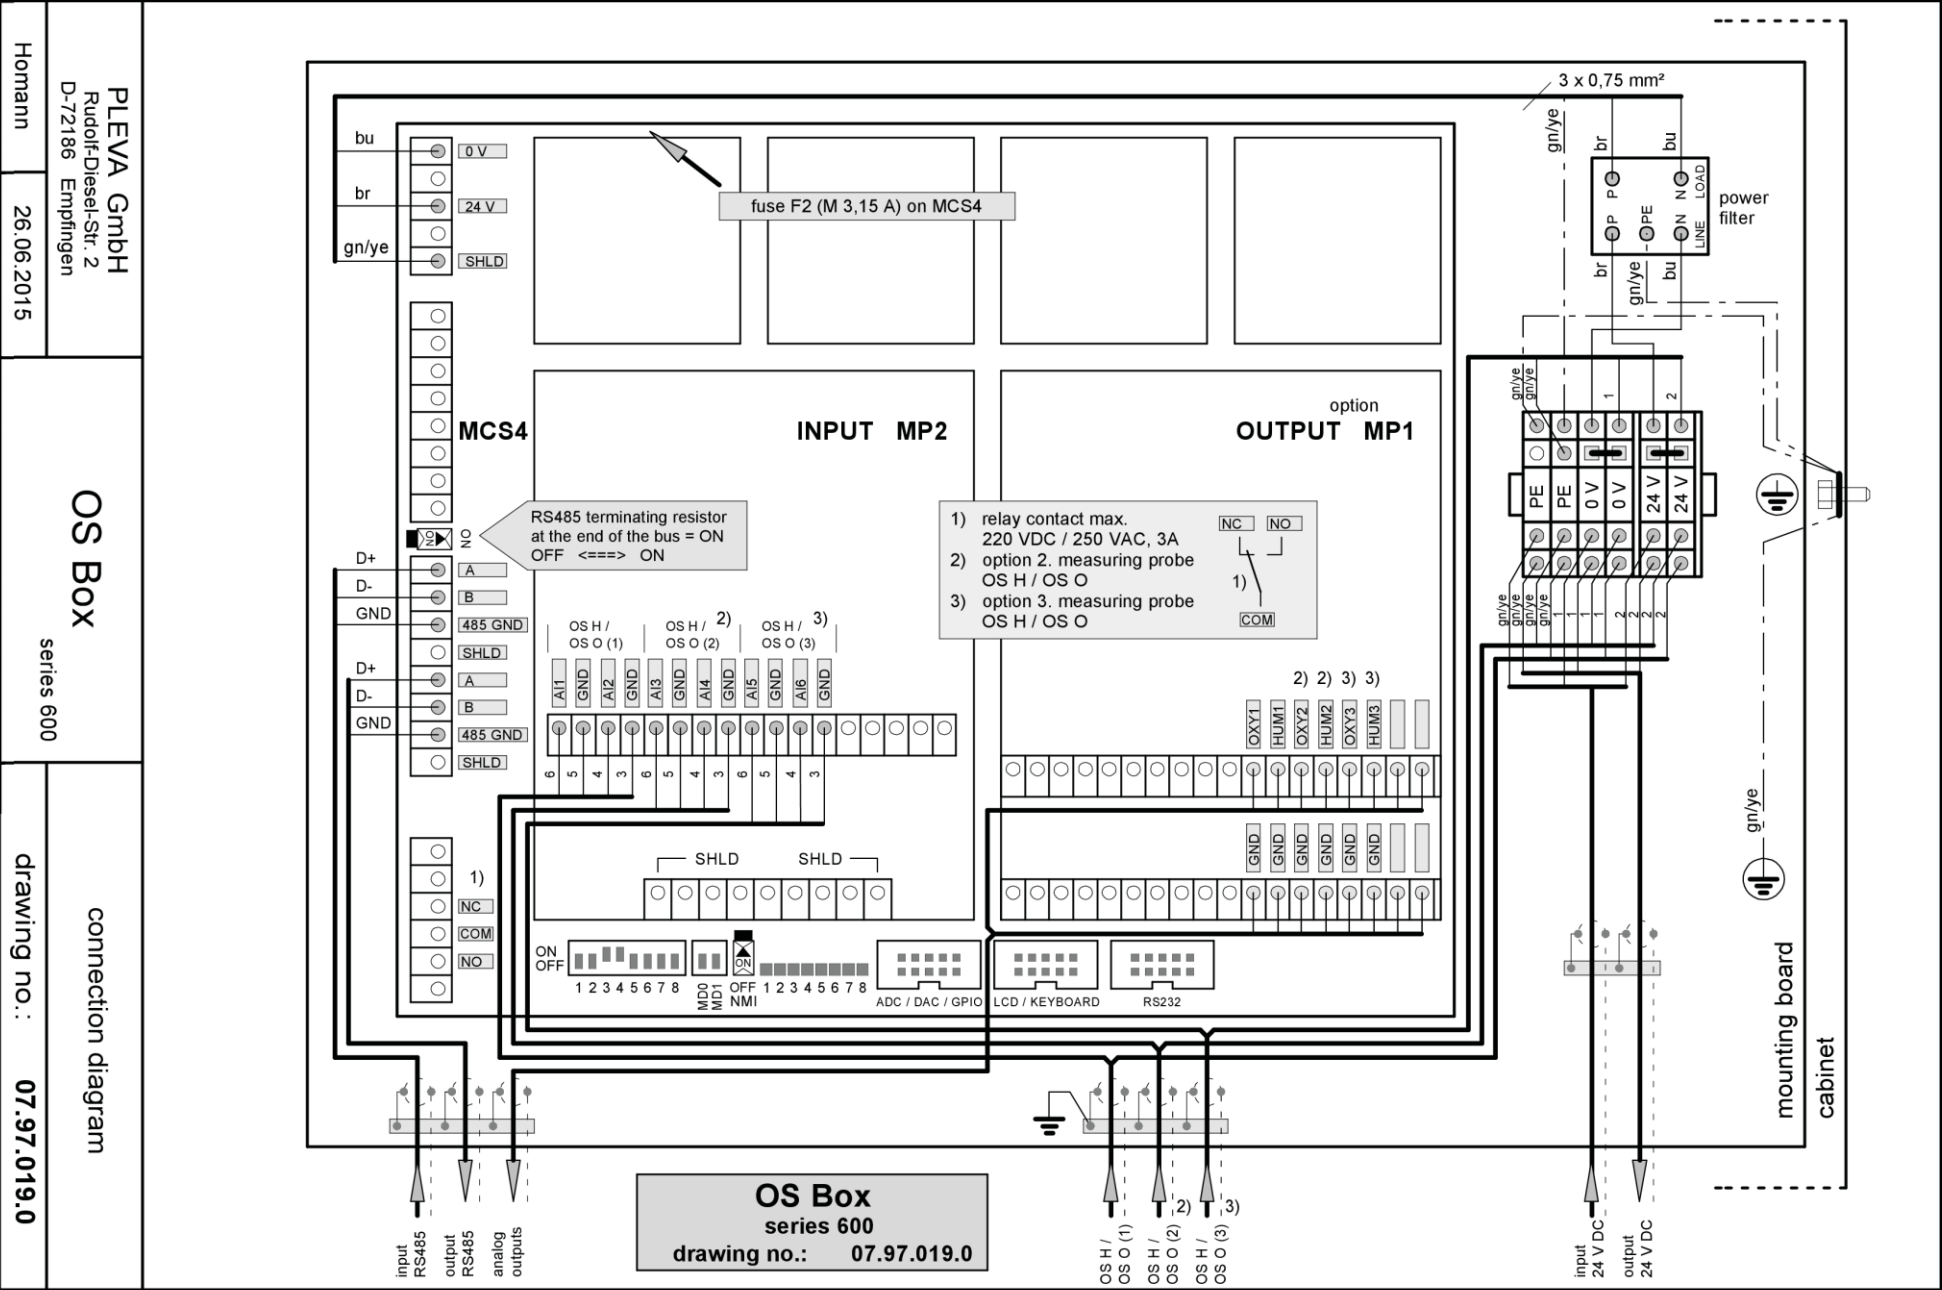 PLEVA GmbH
Rudolf-Diesel-Str. 2
D-72186 Empfingen
Homann
26.06.2015
OS Box
series 600
connection diagram
drawing no.: 07.97.019.0
3 x 0,75 mm²
gn/ye
br
bu
P
N
LOAD
P
PE
N
LINE
power
filter
br
gn/ye
bu
bu
0 V
br
24 V
gn/ye
SHLD
fuse F2 (M 3,15 A) on MCS4
MCS4
INPUT MP2
option
OUTPUT MP1
gn/ye
gn/ye
1
2
PE
PE
0 V
0 V
24 V
24 V
gn/ye
gn/ye
gn/ye
gn/ye
1
1
1
1
2
2
2
2
RS485 terminating resistor
at the end of the bus = ON
OFF <===> ON
ON
NO
1) relay contact max.
220 VDC / 250 VAC, 3A
2) option 2. measuring probe
OS H / OS O
3) option 3. measuring probe
OS H / OS O
NC
NO
1)
COM
D+
A
D-
B
GND
485 GND
SHLD
D+
A
D-
B
GND
485 GND
SHLD
OS H /
OS O (1)
OS H /
OS O (2)
2)
OS H /
OS O (3)
3)
AI1
GND
AI2
GND
AI3
GND
AI4
GND
AI5
GND
AI6
GND
6
5
4
3
6
5
4
3
6
5
4
3
2) 2) 3) 3)
OXY1
HUM1
OXY2
HUM2
OXY3
HUM3
GND
GND
GND
GND
GND
GND
gn/ye
SHLD SHLD
1)
NC
COM
NO
ON
OFF
1 2 3 4 5 6 7 8
MD0
MD1
ON
OFF
NMI
1 2 3 4 5 6 7 8
ADC / DAC / GPIO
LCD / KEYBOARD
RS232
mounting board
cabinet
input
RS485
output
RS485
analog
outputs
OS Box
series 600
drawing no.: 07.97.019.0
OS H /
OS O (1)
OS H /
OS O (2)
2)
OS H /
OS O (3)
3)
input
24 V DC
output
24 V DC